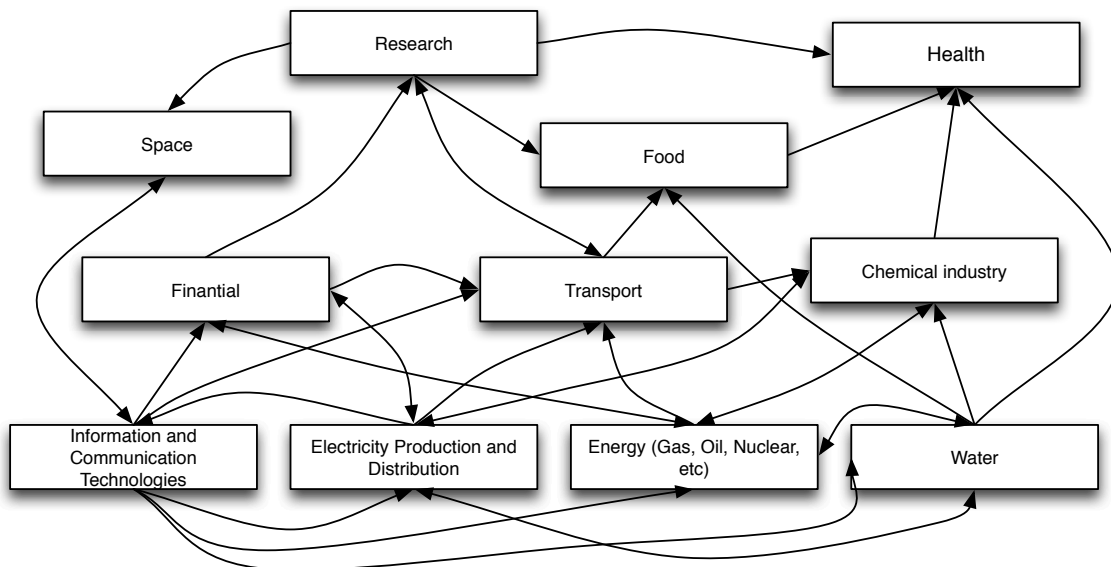 Research
Health
Space
Food
Finantial
Transport
Chemical industry
Information and
Communication
Technologies
Electricity Production and
Distribution
Energy (Gas, Oil, Nuclear,
etc)
Water